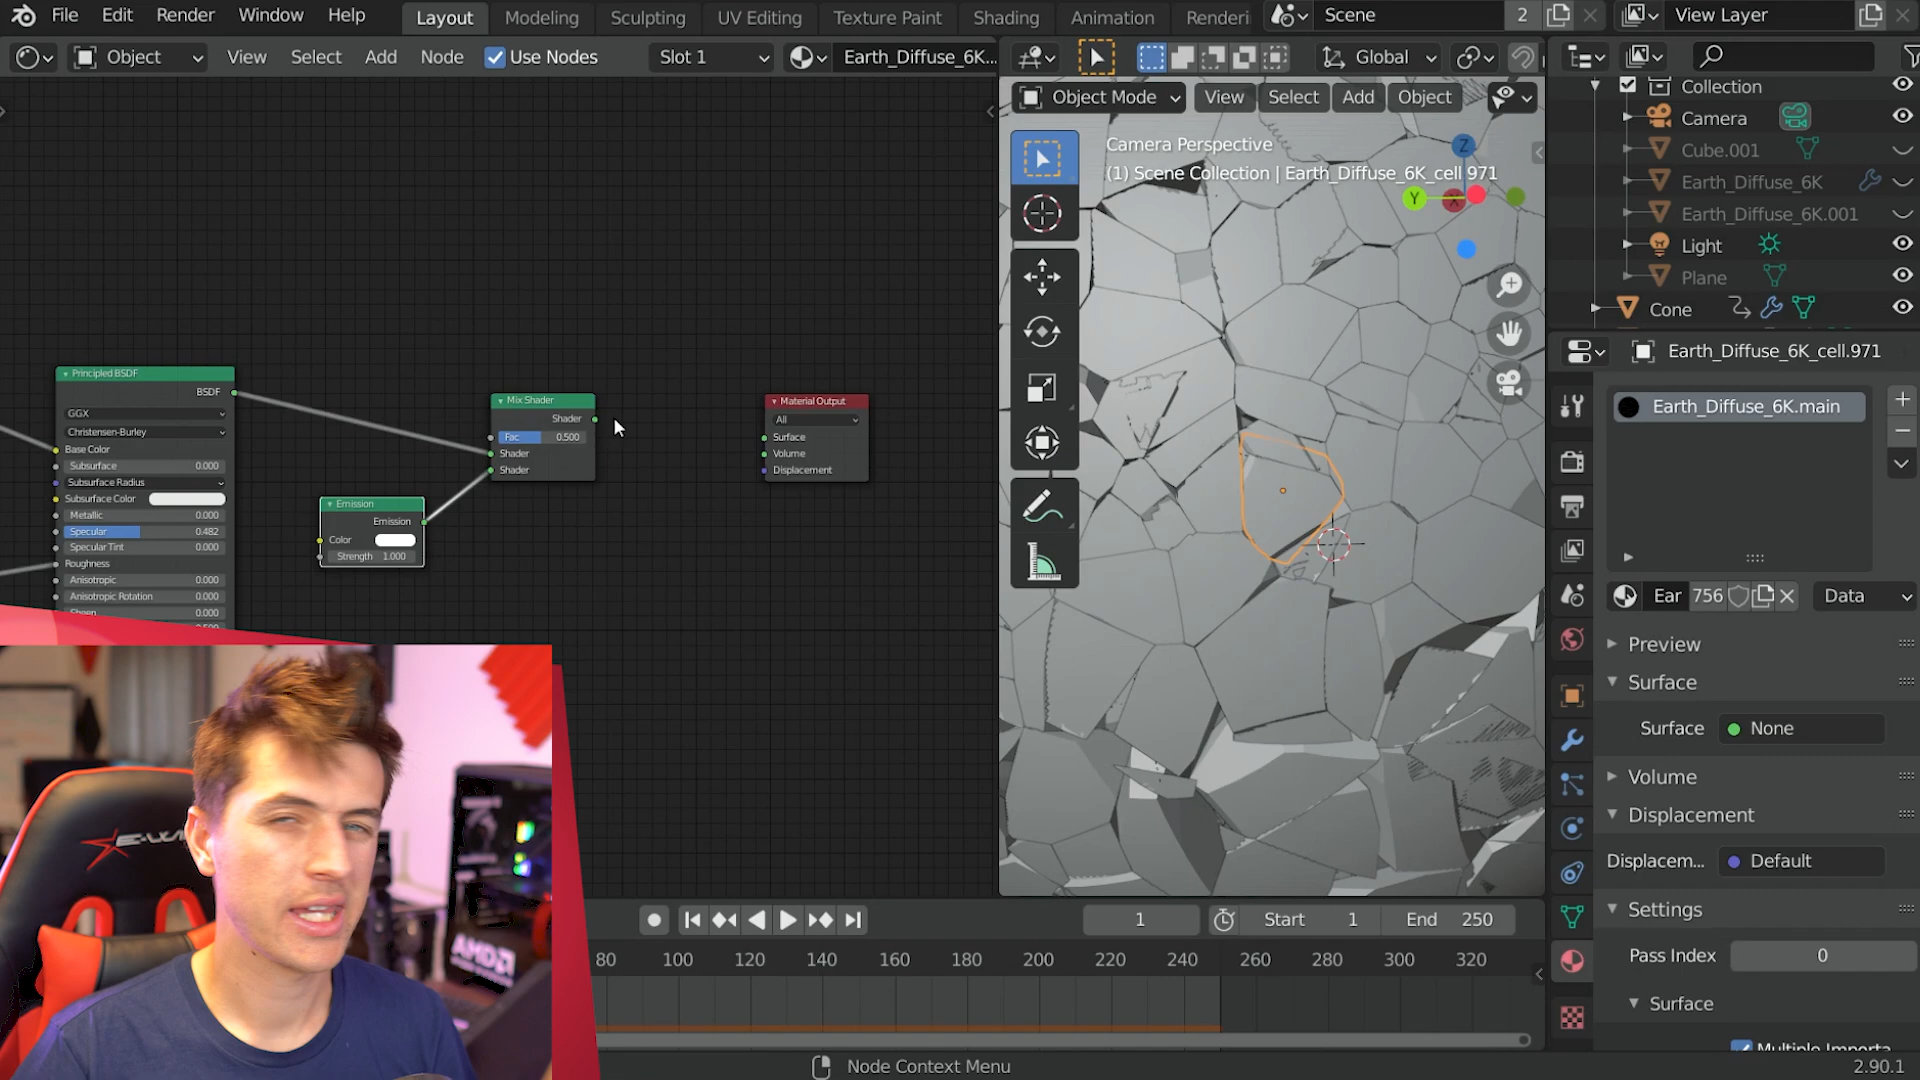 File Edit Render Window Help Layout Modeling Sculpting UV Editing Texture Paint Shading Animation Renderi Scene 2 View Layer
Object View Select Add Node Use Nodes Slot 1 Earth_Diffuse_6K... Global
Object Mode View Select Add Object
Camera Perspective
(1) Scene Collection | Earth_Diffuse_6K_cell 971
Z
Y
X
Collection
Camera
Cube.001
Earth_Diffuse_6K
Earth_Diffuse_6K.001
Light
Plane
Cone
Earth_Diffuse_6K_cell.971
Earth_Diffuse_6K.main
Ear 756 Data
Preview
Surface
Surface None
Volume
Displacement
Displacem... Default
Settings
Pass Index 0
Surface
Multiple Importa
Principled BSDF
BSDF
GGX
Christensen-Burley
Base Color
Subsurface 0.000
Subsurface Radius
Subsurface Color
Metallic 0.000
Specular 0.482
Specular Tint 0.000
Roughness
Anisotropic 0.000
Anisotropic Rotation 0.000
Sheen 0.000
Emission
Emission
Color
Strength 1.000
Mix Shader
Shader
Fac 0.500
Shader
Shader
Material Output
All
Surface
Volume
Displacement
AMD
1 Start 1 End 250
80 100 120 140 160 180 200 220 240 260 280 300 320
Node Context Menu
2.90.1